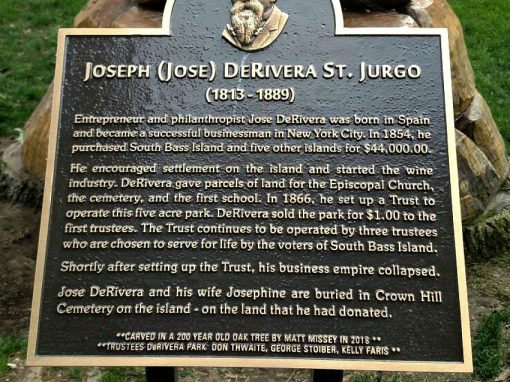 JOSEPH (JOSE) DERIVERA ST. JURGO
(1813 - 1889)
Entrepreneur and philanthropist Jose DeRivera was born in Spain
and became a successful businessman in New York City. In 1854, he
purchased South Bass Island and five other islands for $44,000.00.
He encouraged settlement on the island and started the wine
industry. DeRivera gave parcels of land for the Episcopal Church,
the cemetery, and the first school. In 1866, he set up a Trust to
operate this five acre park. DeRivera sold the park for $1.00 to the
first trustees. The Trust continues to be operated by three trustees
who are chosen to serve for life by the voters of South Bass Island.
Shortly after setting up the Trust, his business empire collapsed.
Jose DeRivera and his wife Josephine are buried in Crown Hill
Cemetery on the island - on the land that he had donated.
**CARVED IN A 200 YEAR OLD OAK TREE BY MATT MISSEY IN 2018**
**TRUSTEES DERIVERA PARK: DON THWAITE, GEORGE STOIBER, KELLY FARIS **